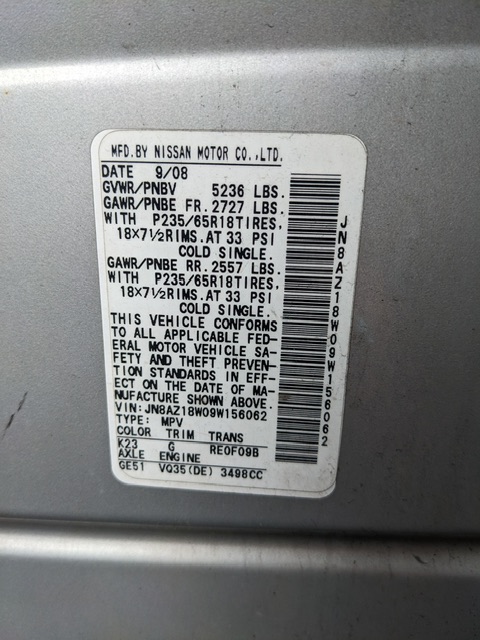 MFD.BY NISSAN MOTOR CO.,LTD.
DATE 9/08
GVWR/PNBV 5236 LBS.
GAWR/PNBE FR.2727 LBS.
WITH P235/65R18TIRES,
18X7½RIMS.AT 33 PSI
COLD SINGLE.
GAWR/PNBE RR.2557 LBS.
WITH P235/65R18TIRES,
18X7½RIMS.AT 33 PSI
COLD SINGLE.
THIS VEHICLE CONFORMS
TO ALL APPLICABLE FED-
ERAL MOTOR VEHICLE SA-
FETY AND THEFT PREVEN-
TION STANDARDS IN EFF-
ECT ON THE DATE OF MA-
NUFACTURE SHOWN ABOVE.
VIN: JN8AZ18W09W156062
TYPE: MPV
COLOR TRIM TRANS
K23 G RE0F09B
AXLE ENGINE
GE51 VQ35(DE) 3498CC
JN8AZ18W09W156062